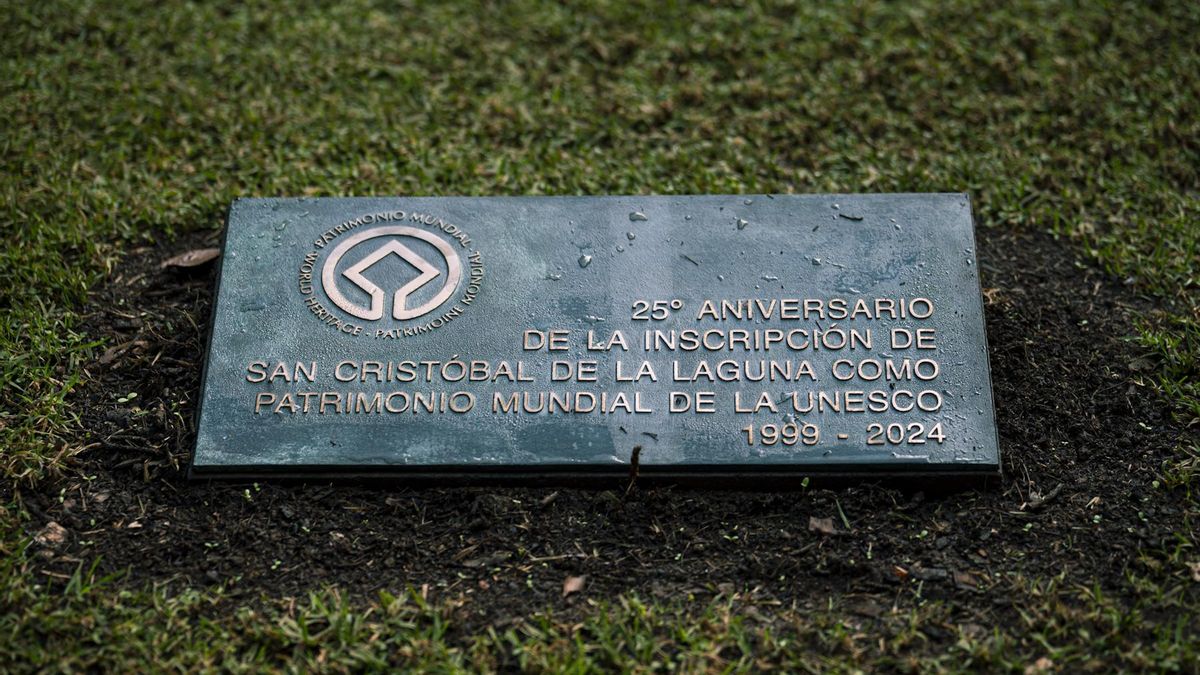 PATRIMONIO MUNDIAL · WORLD HERITAGE · PATRIMOINE MONDIAL ·
25º ANIVERSARIO
DE LA INSCRIPCIÓN DE
SAN CRISTÓBAL DE LA LAGUNA COMO
PATRIMONIO MUNDIAL DE LA UNESCO
1999 - 2024